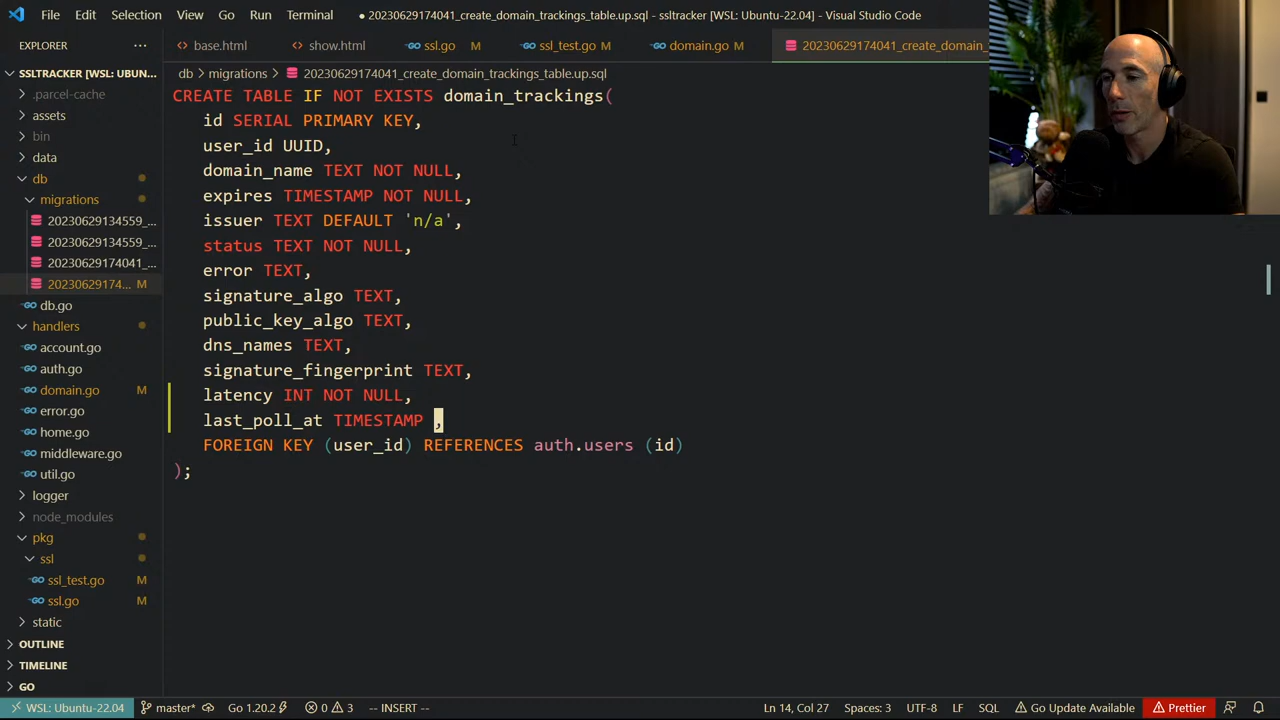 File Edit Selection View Go Run Terminal ● 20230629174041_create_domain_trackings_table.up.sql - ssltracker [WSL: Ubuntu-22.04] - Visual Studio Code
EXPLORER ...
base.html show.html ssl.go M ssl_test.go M domain.go M 20230629174041_create_domain_
SSLTRACKER [WSL: UBUN...
db > migrations > 20230629174041_create_domain_trackings_table.up.sql
.parcel-cache
assets
bin
data
db
migrations
20230629134559_...
20230629134559_...
20230629174041_...
20230629174... M
db.go
handlers
account.go
auth.go
domain.go M
error.go
home.go
middleware.go
util.go
logger
node_modules
pkg
ssl
ssl_test.go M
ssl.go M
static
OUTLINE
TIMELINE
GO
CREATE TABLE IF NOT EXISTS domain_trackings(
id SERIAL PRIMARY KEY,
user_id UUID,
domain_name TEXT NOT NULL,
expires TIMESTAMP NOT NULL,
issuer TEXT DEFAULT 'n/a',
status TEXT NOT NULL,
error TEXT,
signature_algo TEXT,
public_key_algo TEXT,
dns_names TEXT,
signature_fingerprint TEXT,
latency INT NOT NULL,
last_poll_at TIMESTAMP ,
FOREIGN KEY (user_id) REFERENCES auth.users (id)
);
WSL: Ubuntu-22.04 master* Go 1.20.2 0 3 -- INSERT -- Ln 14, Col 27 Spaces: 3 UTF-8 LF SQL Go Update Available Prettier